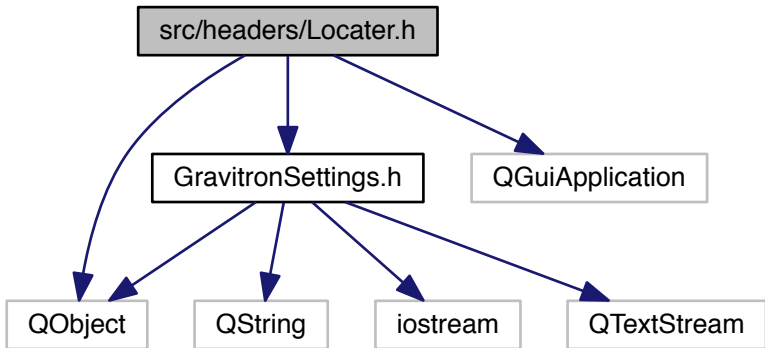 src/headers/Locater.h
GravitronSettings.h
QGuiApplication
QObject
QString
iostream
QTextStream